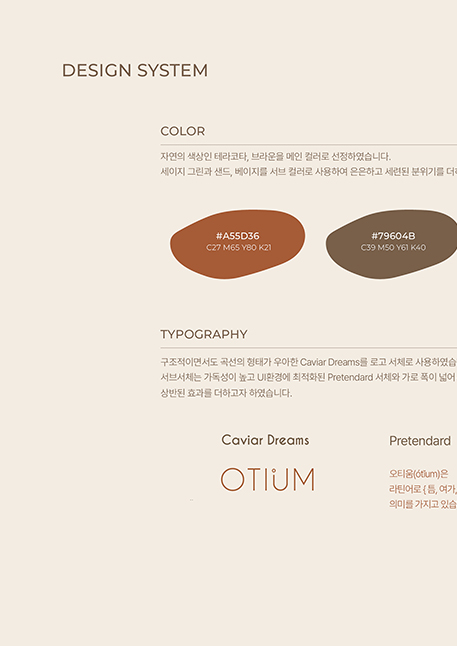 DESIGN SYSTEM
COLOR
자연의 색상인 테라코타, 브라운을 메인 컬러로 선정하였습니다.
세이지 그린과 샌드, 베이지를 서브 컬러로 사용하여 은은하고 세련된 분위기를
#A55D36
C27 M65 Y80 K21
#79604B
C39 M50 Y61 K40
TYPOGRAPHY
구조적이면서도 곡선의 형태가 우아한 Caviar Dreams를 로고 서체로 사용하였습
서브서체는 가독성이 높고 UI환경에 최적화된 Pretendard 서체와 가로 폭이 넓어
상반된 효과를 더하고자 하였습니다.
Caviar Dreams
OTIUM
Pretendard
오티움(ótĭum)은
라틴어로 { 틈, 여가,
의미를 가지고 있습